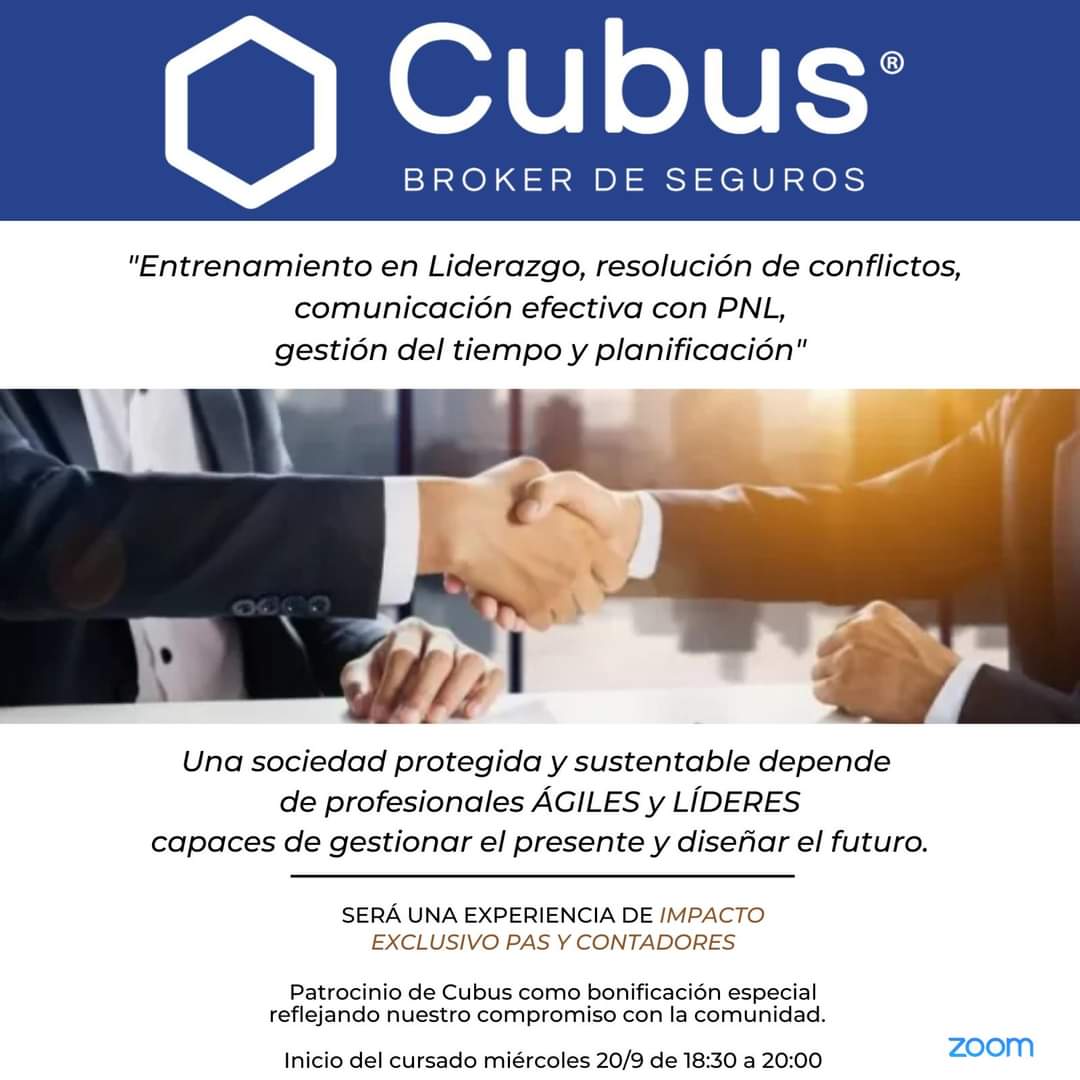 Cubus®
BROKER DE SEGUROS
"Entrenamiento en Liderazgo, resolución de conflictos,
comunicación efectiva con PNL,
gestión del tiempo y planificación"
Una sociedad protegida y sustentable depende
de profesionales ÁGILES y LÍDERES
capaces de gestionar el presente y diseñar el futuro.
SERÁ UNA EXPERIENCIA DE IMPACTO
EXCLUSIVO PAS Y CONTADORES
Patrocinio de Cubus como bonificación especial
reflejando nuestro compromiso con la comunidad.
Inicio del cursado miércoles 20/9 de 18:30 a 20:00
zoom